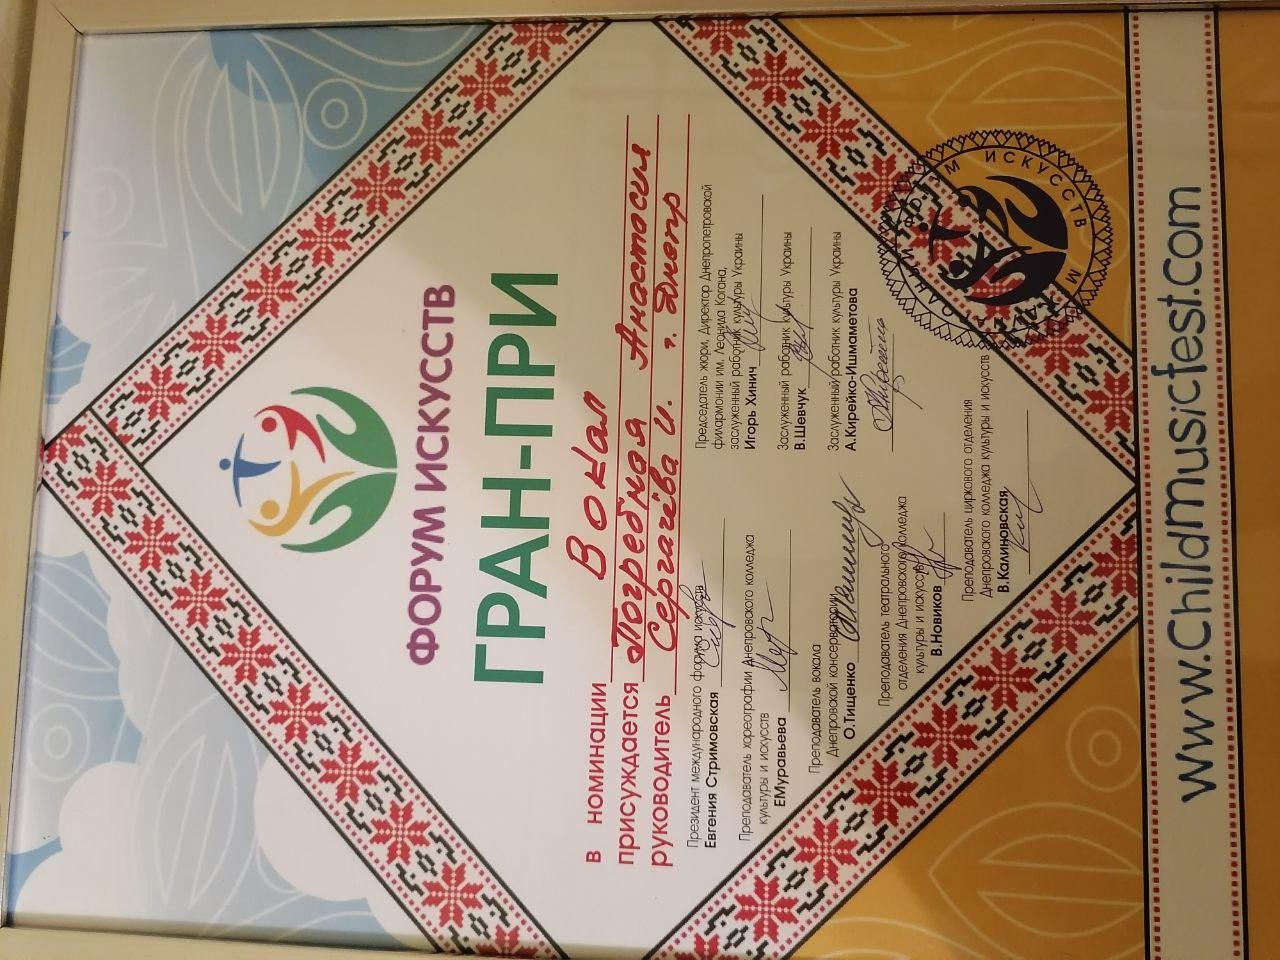 ФОРУМ ИСКУССТВ
ГРАН-ПРИ
в номинации Вокал
присуждается Погребная Анастасия
руководитель Сергачёва И. г. Днепр
Президент международного форума искусств
Евгения Стримовская
Преподаватель хореографии Днепровского колледжа
культуры и искусств
ЕМуравьева
Преподаватель вокала
Днепровской консерватории
О.Тищенко
Преподаватель театрального
отделения Днепровского колледжа
культуры и искусств
В.Новиков
Преподаватель циркового отделения
Днепровского колледжа культуры и искусств
В.Калиновская
Председатель жюри, Директор Днепропетровской
филармонии им. Леонида Когана,
заслуженный работник культуры Украины
Игорь Хинич
Заслуженный работник культуры Украины
В.Шевчук
Заслуженный работник культуры Украины
А.Кирейко-Ишмаметова
ФОРУМ ИСКУССТВ
www.Childmusicfest.com